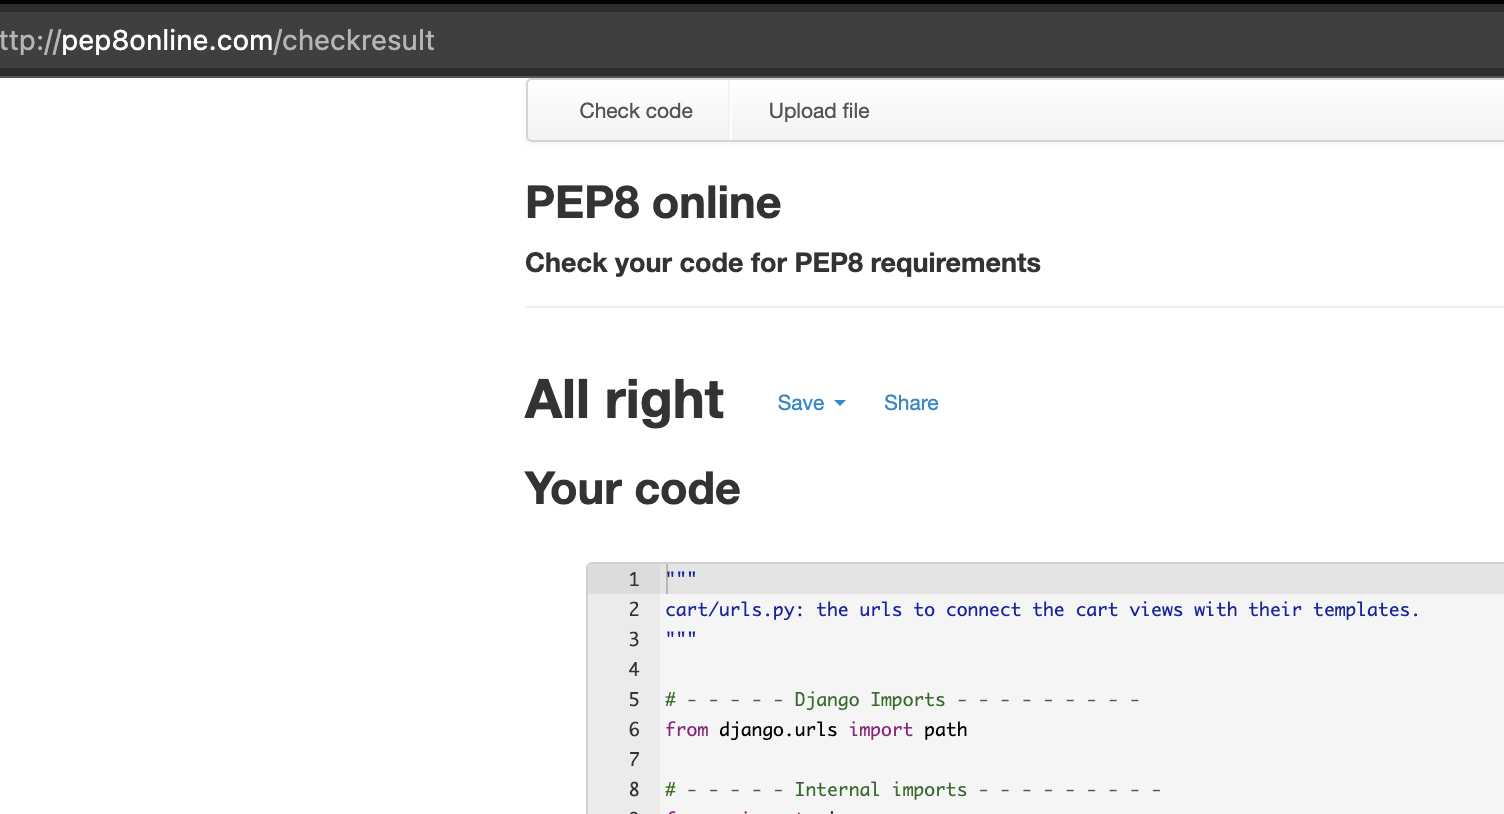 ttp://pep8online.com/checkresult
Check code Upload file
PEP8 online
Check your code for PEP8 requirements
All right Save Share
Your code
1 """
2 cart/urls.py: the urls to connect the cart views with their templates.
3 """
4
5 # - - - - - Django Imports - - - - - - - - -
6 from django.urls import path
7
8 # - - - - - Internal imports - - - - - - - - -